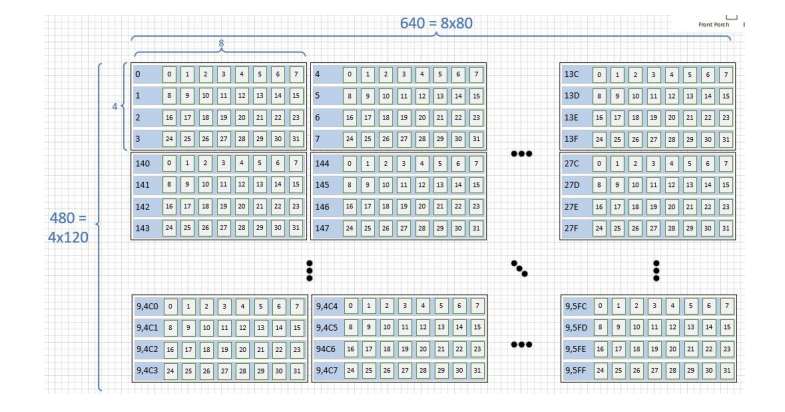 640 = 8x80
Front Porch
8
0 0 1 2 3 4 5 6 7 4 0 1 2 3 4 5 6 7 13C 0 1 2 3 4 5 6 7
1 8 9 10 11 12 13 14 15 5 8 9 10 11 12 13 14 15 13D 8 9 10 11 12 13 14 15
4
2 16 17 18 19 20 21 22 23 6 16 17 18 19 20 21 22 23 13E 16 17 18 19 20 21 22 23
3 24 25 26 27 28 29 30 31 7 24 25 26 27 28 29 30 31 13F 24 25 26 27 28 29 30 31
140 0 1 2 3 4 5 6 7 144 0 1 2 3 4 5 6 7 27C 0 1 2 3 4 5 6 7
141 8 9 10 11 12 13 14 15 145 8 9 10 11 12 13 14 15 27D 8 9 10 11 12 13 14 15
142 16 17 18 19 20 21 22 23 146 16 17 18 19 20 21 22 23 27E 16 17 18 19 20 21 22 23
143 24 25 26 27 28 29 30 31 147 24 25 26 27 28 29 30 31 27F 24 25 26 27 28 29 30 31
480 =
4x120
9,4C0 0 1 2 3 4 5 6 7 9,4C4 0 1 2 3 4 5 6 7 9,5FC 0 1 2 3 4 5 6 7
9,4C1 8 9 10 11 12 13 14 15 9,4C5 8 9 10 11 12 13 14 15 9,5FD 8 9 10 11 12 13 14 15
9,4C2 16 17 18 19 20 21 22 23 94C6 16 17 18 19 20 21 22 23 9,5FE 16 17 18 19 20 21 22 23
9,4C3 24 25 26 27 28 29 30 31 9,4C7 24 25 26 27 28 29 30 31 9,5FF 24 25 26 27 28 29 30 31